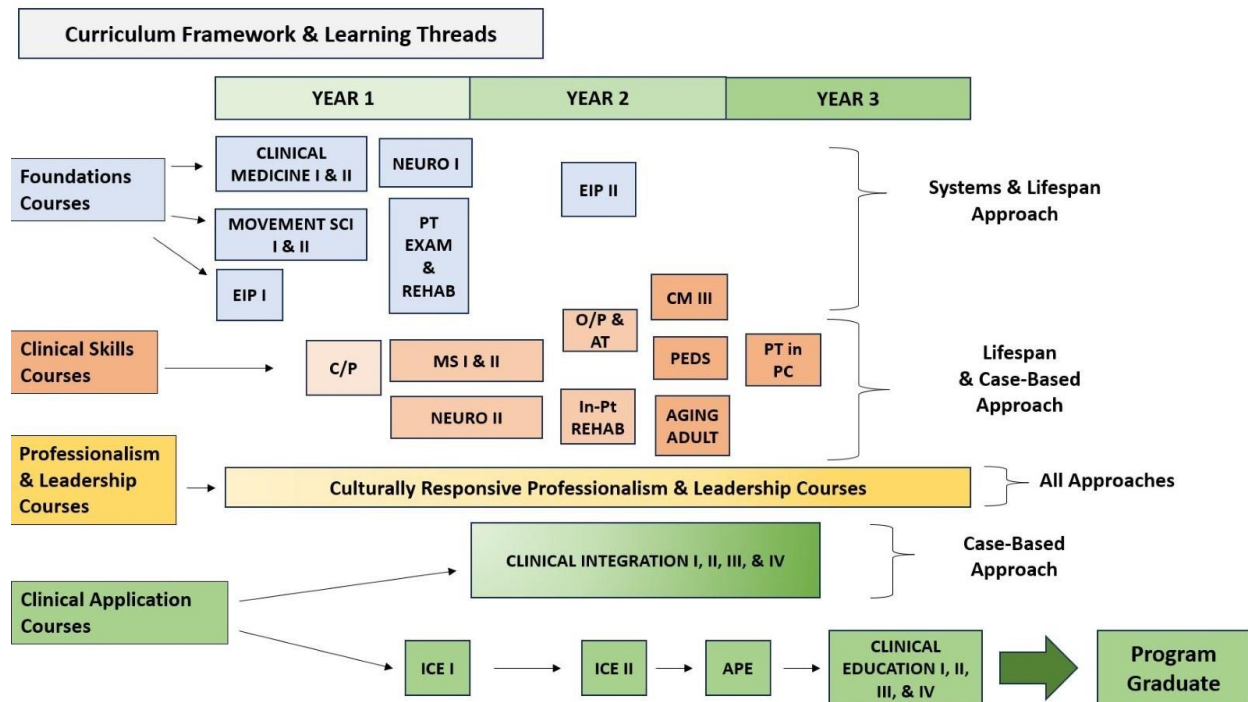 Curriculum Framework & Learning Threads
YEAR 1
YEAR 2
YEAR 3
Foundations
Courses
CLINICAL
MEDICINE I & II
NEURO I
EIP II
MOVEMENT SCI
I & II
PT
EXAM
&
REHAB
EIP I
Systems & Lifespan
Approach
CM III
Clinical Skills
Courses
C/P
MS I & II
NEURO II
O/P &
AT
In-Pt
REHAB
PEDS
AGING
ADULT
PT in
PC
Lifespan
& Case-Based
Approach
Professionalism
& Leadership
Courses
Culturally Responsive Professionalism & Leadership Courses
All Approaches
CLINICAL INTEGRATION I, II, III, & IV
Case-Based
Approach
Clinical Application
Courses
ICE I
ICE II
APE
CLINICAL
EDUCATION I, II,
III, & IV
Program
Graduate